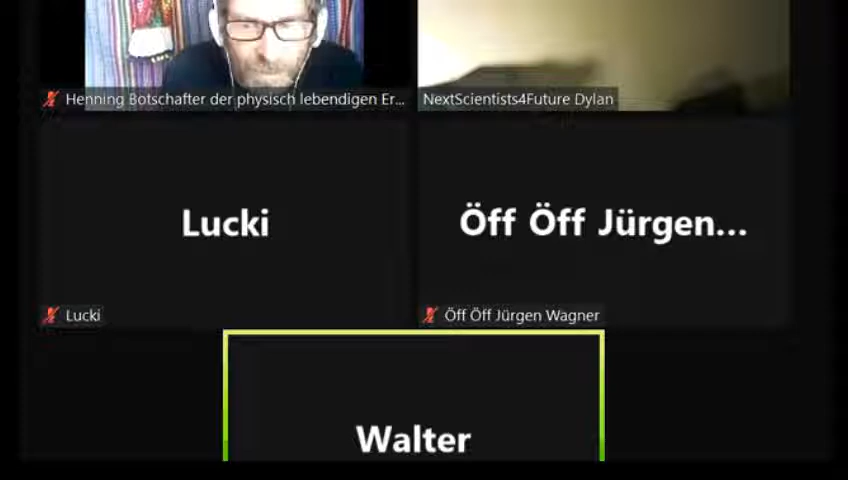 Henning Botschafter der physisch lebendigen Er...
NextScientists4Future Dylan
Lucki
Öff Öff Jürgen...
Lucki
Öff Öff Jürgen Wagner
Walter